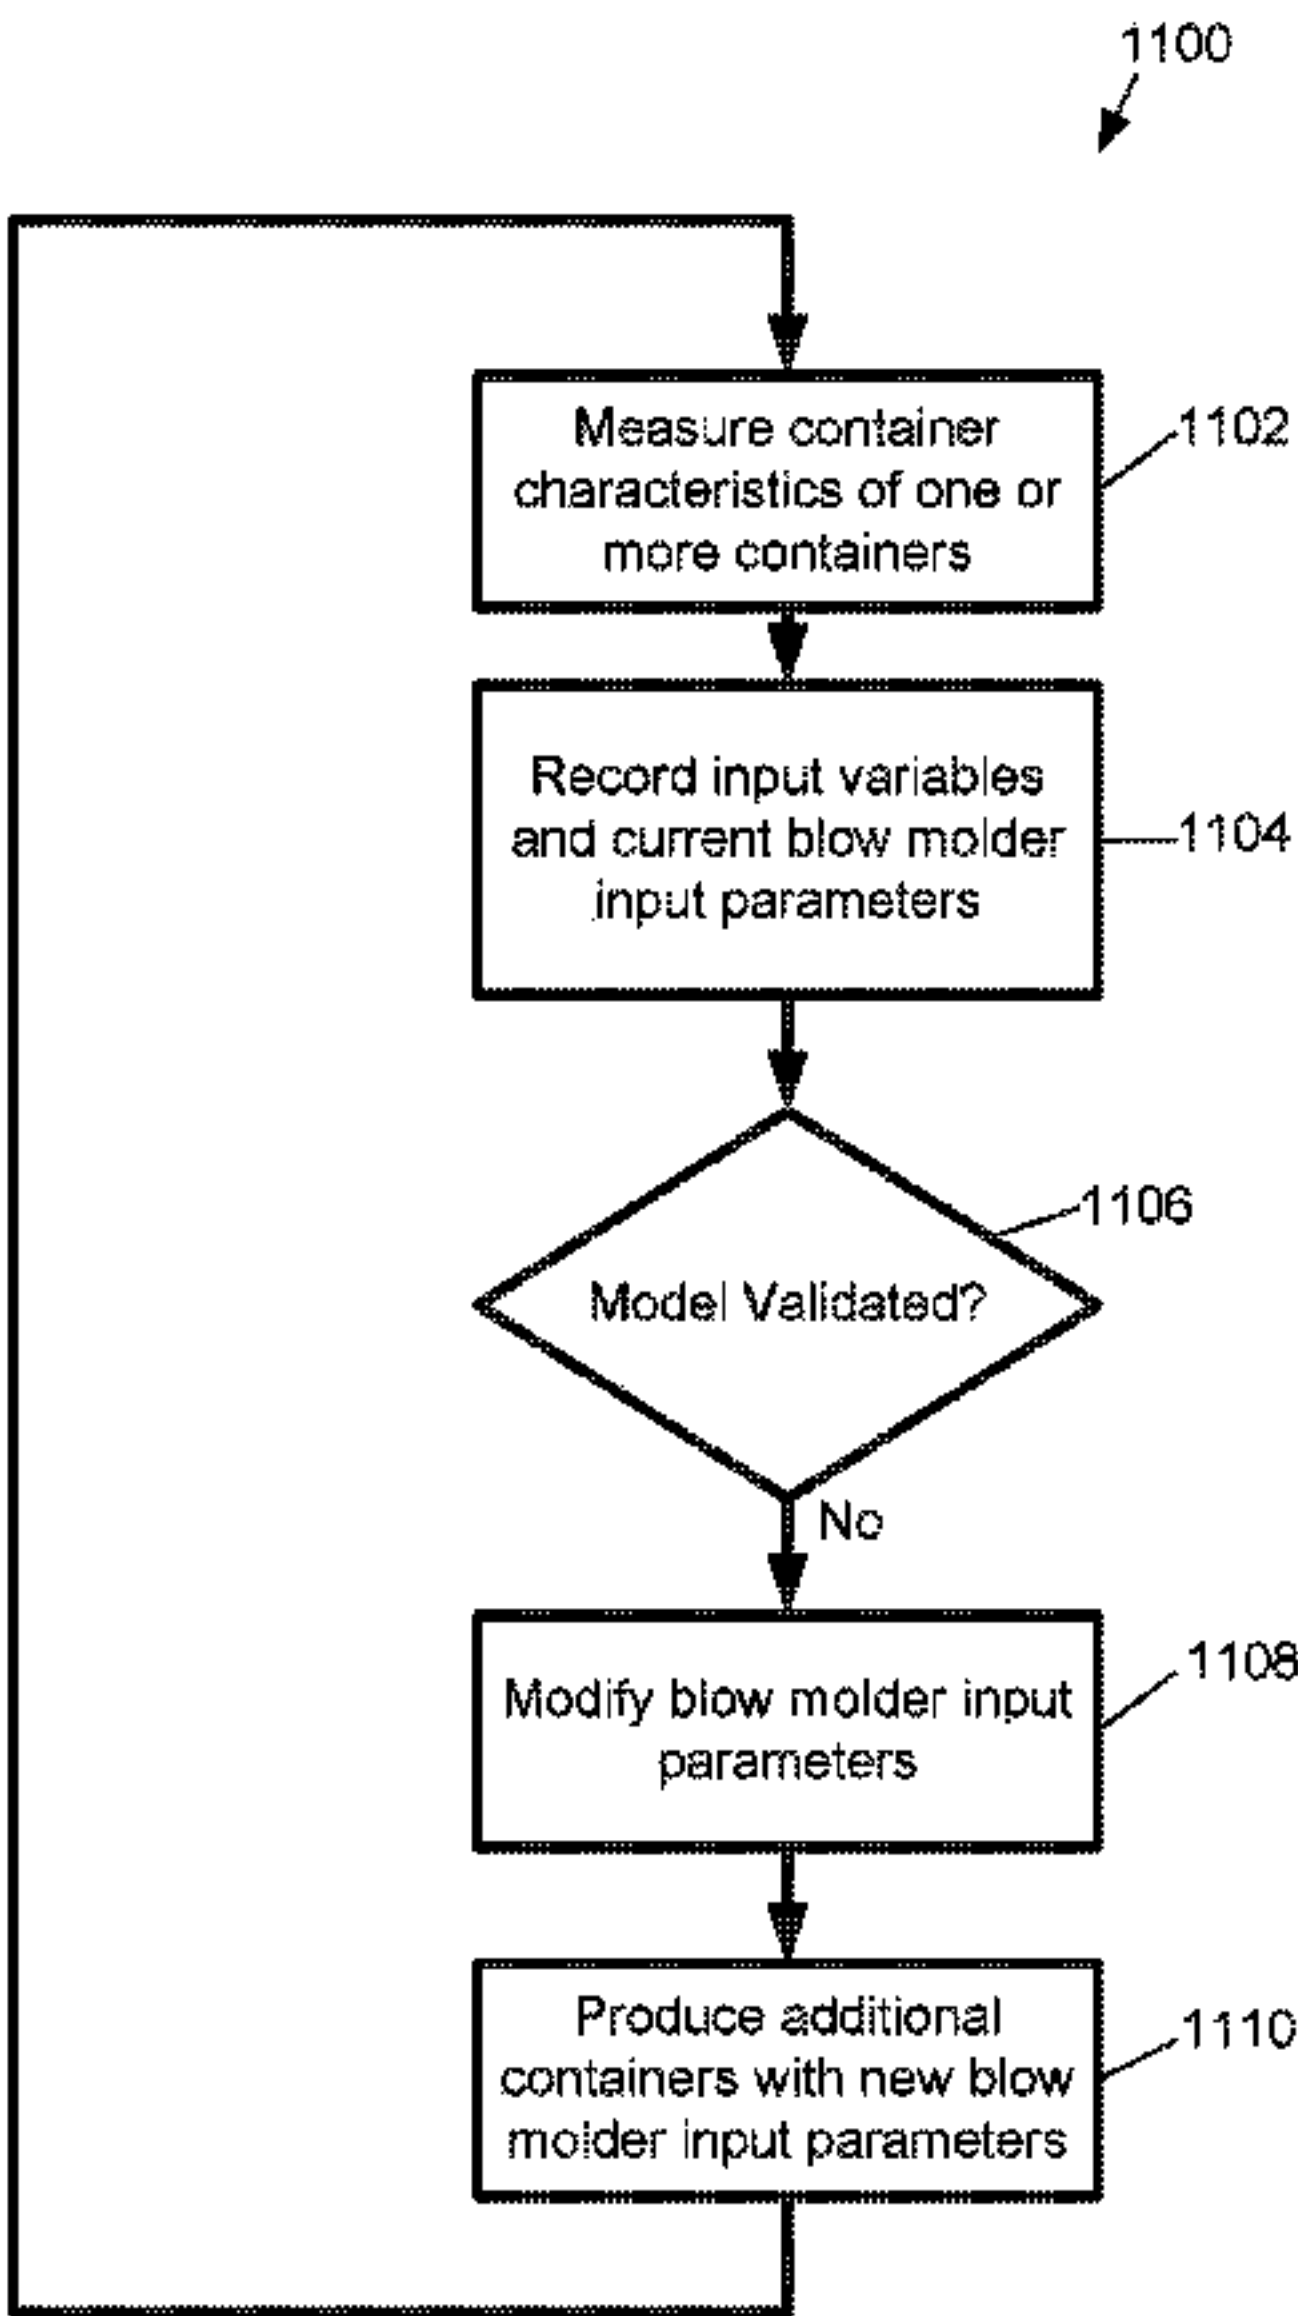 1100
Measure container
characteristics of one or
more containers
1102
Record input variables
and current blow molder
input parameters
1104
Model Validated?
1106
No
Modify blow molder input
parameters
1108
Produce additional
containers with new blow
molder input parameters
1110